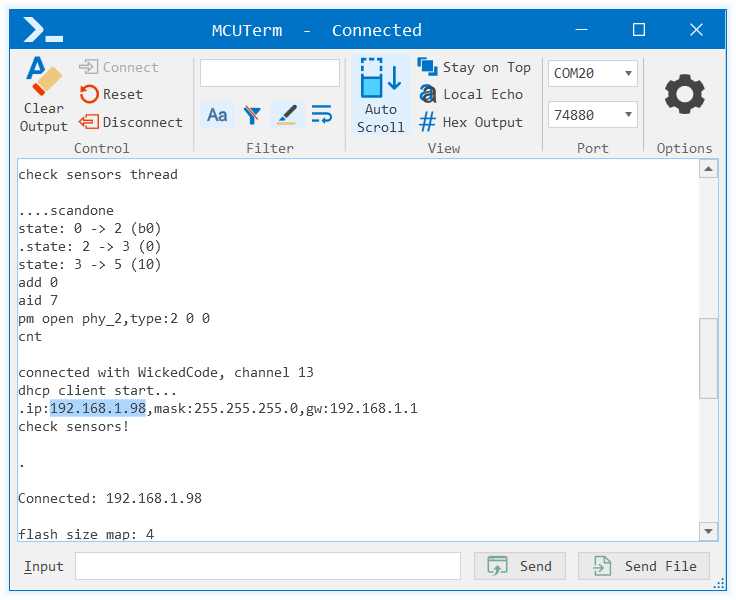 MCUTerm - Connected
Clear Output
Connect
Reset
Disconnect
Control
Aa
Filter
Auto Scroll
Stay on Top
a Local Echo
# Hex Output
View
COM20
74880
Port
Options
check sensors thread
....scandone
state: 0 -> 2 (b0)
.state: 2 -> 3 (0)
state: 3 -> 5 (10)
add 0
aid 7
pm open phy_2,type:2 0 0
cnt
connected with WickedCode, channel 13
dhcp client start...
.ip:192.168.1.98,mask:255.255.255.0,gw:192.168.1.1
check sensors!
.
Connected: 192.168.1.98
flash size map: 4
Input
Send
Send File